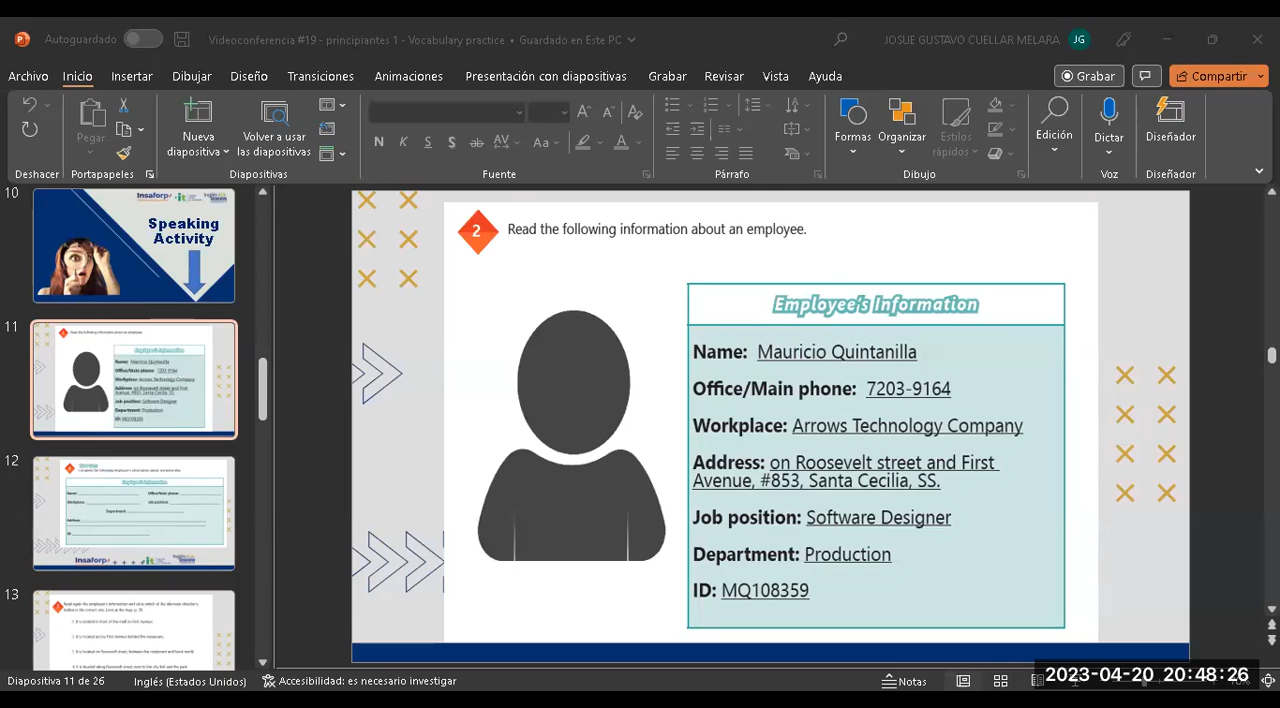 Autoguardado
Videoconferencia #19 - principiantes 1 - Vocabulary practice • Guardado en Este PC
JOSUE GUSTAVO CUELLAR MELARA
JG
Archivo Inicio Insertar Dibujar Diseño Transiciones Animaciones Presentación con diapositivas Grabar Revisar Vista Ayuda
Grabar
Compartir
Pegar
Nueva diapositiva
Volver a usar las diapositivas
N K S S ab AV Aa A
Formas Organizar Estilos rápidos
Edición
Dictar
Diseñador
Deshacer Portapapeles Diapositivas Fuente Párrafo Dibujo Voz Diseñador
10
Insaforp
Speaking
Activity
11
12
Insaforp
13
2
Read the following information about an employee.
Employee's Information
Name: Mauricio Quintanilla
Office/Main phone: 7203-9164
Workplace: Arrows Technology Company
Address: on Roosevelt street and First
Avenue, #853, Santa Cecilia, SS.
Job position: Software Designer
Department: Production
ID: MQ108359
Diapositiva 11 de 26
Inglés (Estados Unidos)
Accesibilidad: es necesario investigar
Notas
2023-04-20 20:48:26